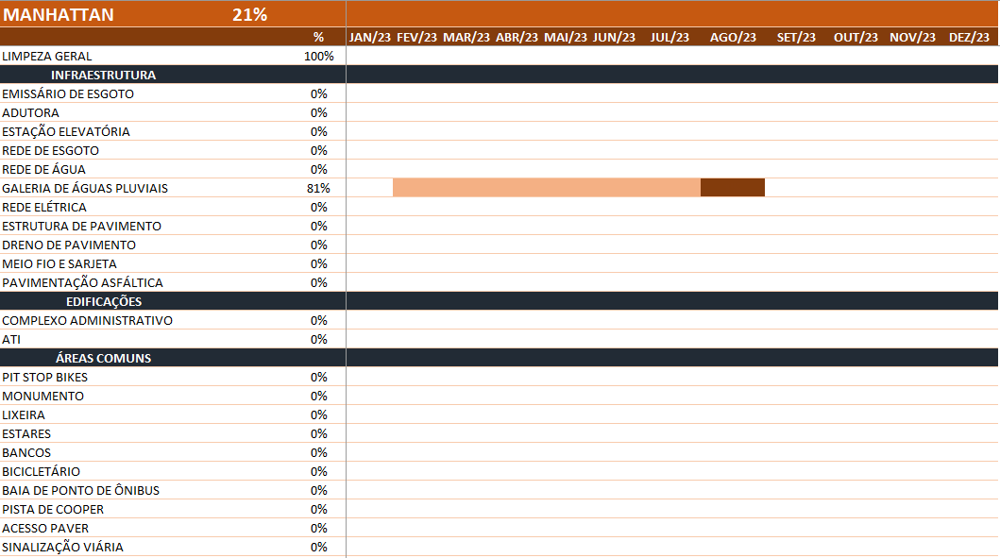 MANHATTAN 21%
% JAN/23 FEV/23 MAR/23 ABR/23 MAI/23 JUN/23 JUL/23 AGO/23 SET/23 OUT/23 NOV/23 DEZ/23
LIMPEZA GERAL 100%
INFRAESTRUTURA
EMISSÁRIO DE ESGOTO 0%
ADUTORA 0%
ESTAÇÃO ELEVATÓRIA 0%
REDE DE ESGOTO 0%
REDE DE ÁGUA 0%
GALERIA DE ÁGUAS PLUVIAIS 81%
REDE ELÉTRICA 0%
ESTRUTURA DE PAVIMENTO 0%
DRENO DE PAVIMENTO 0%
MEIO FIO E SARJETA 0%
PAVIMENTAÇÃO ASFÁLTICA 0%
EDIFICAÇÕES
COMPLEXO ADMINISTRATIVO 0%
ATI 0%
ÁREAS COMUNS
PIT STOP BIKES 0%
MONUMENTO 0%
LIXEIRA 0%
ESTARES 0%
BANCOS 0%
BICICLETÁRIO 0%
BAIA DE PONTO DE ÔNIBUS 0%
PISTA DE COOPER 0%
ACESSO PAVER 0%
SINALIZAÇÃO VIÁRIA 0%